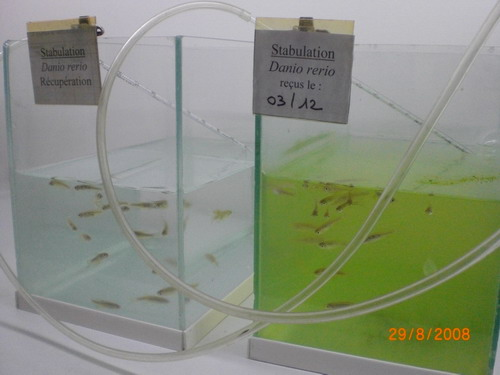 Stabulation
Danio rerio
Récupération
Stabulation
Danio rerio
reçus le :
03/12
29/8/2008